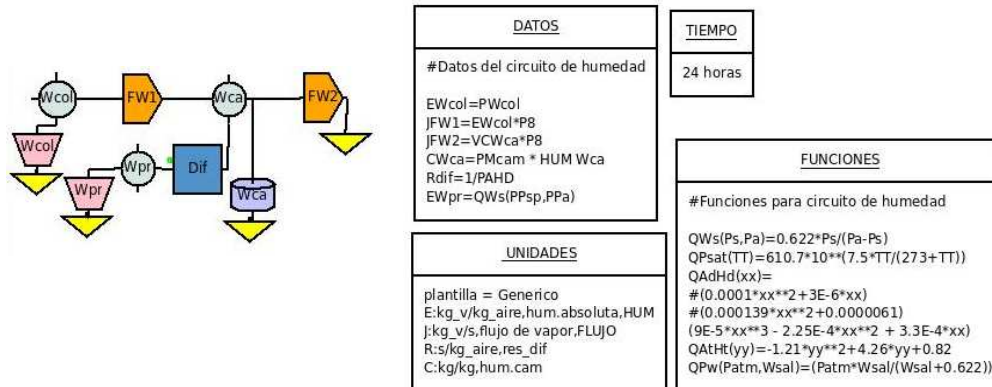 Wcol
FW1
Wca
FW2
Wcol
Wpr
Dif
Wpr
Wca
DATOS
#Datos del circuito de humedad
EWcol=PWcol
JFW1=EWcol*P8
JFW2=VCWca*P8
CWca=PMcam * HUM Wca
Rdif=1/PAHD
EWpr=QWs(PPsp,PPa)
TIEMPO
24 horas
UNIDADES
plantilla = Generico
E:kg_v/kg_aire,hum.absoluta,HUM
J:kg_v/s,flujo de vapor,FLUJO
R:s/kg_aire,res_dif
C:kg/kg,hum.cam
FUNCIONES
#Funciones para circuito de humedad
QWs(Ps,Pa)=0.622*Ps/(Pa-Ps)
QPsat(TT)=610.7*10**(7.5*TT/(273+TT))
QAdHd(xx)=
#(0.0001*xx**2+3E-6*xx)
#(0.000139*xx**2+0.0000061)
(9E-5*xx**3 - 2.25E-4*xx**2 + 3.3E-4*xx)
QAtHt(yy)=-1.21*yy**2+4.26*yy+0.82
QPw(Patm,Wsal)=(Patm*Wsal/(Wsal+0.622))